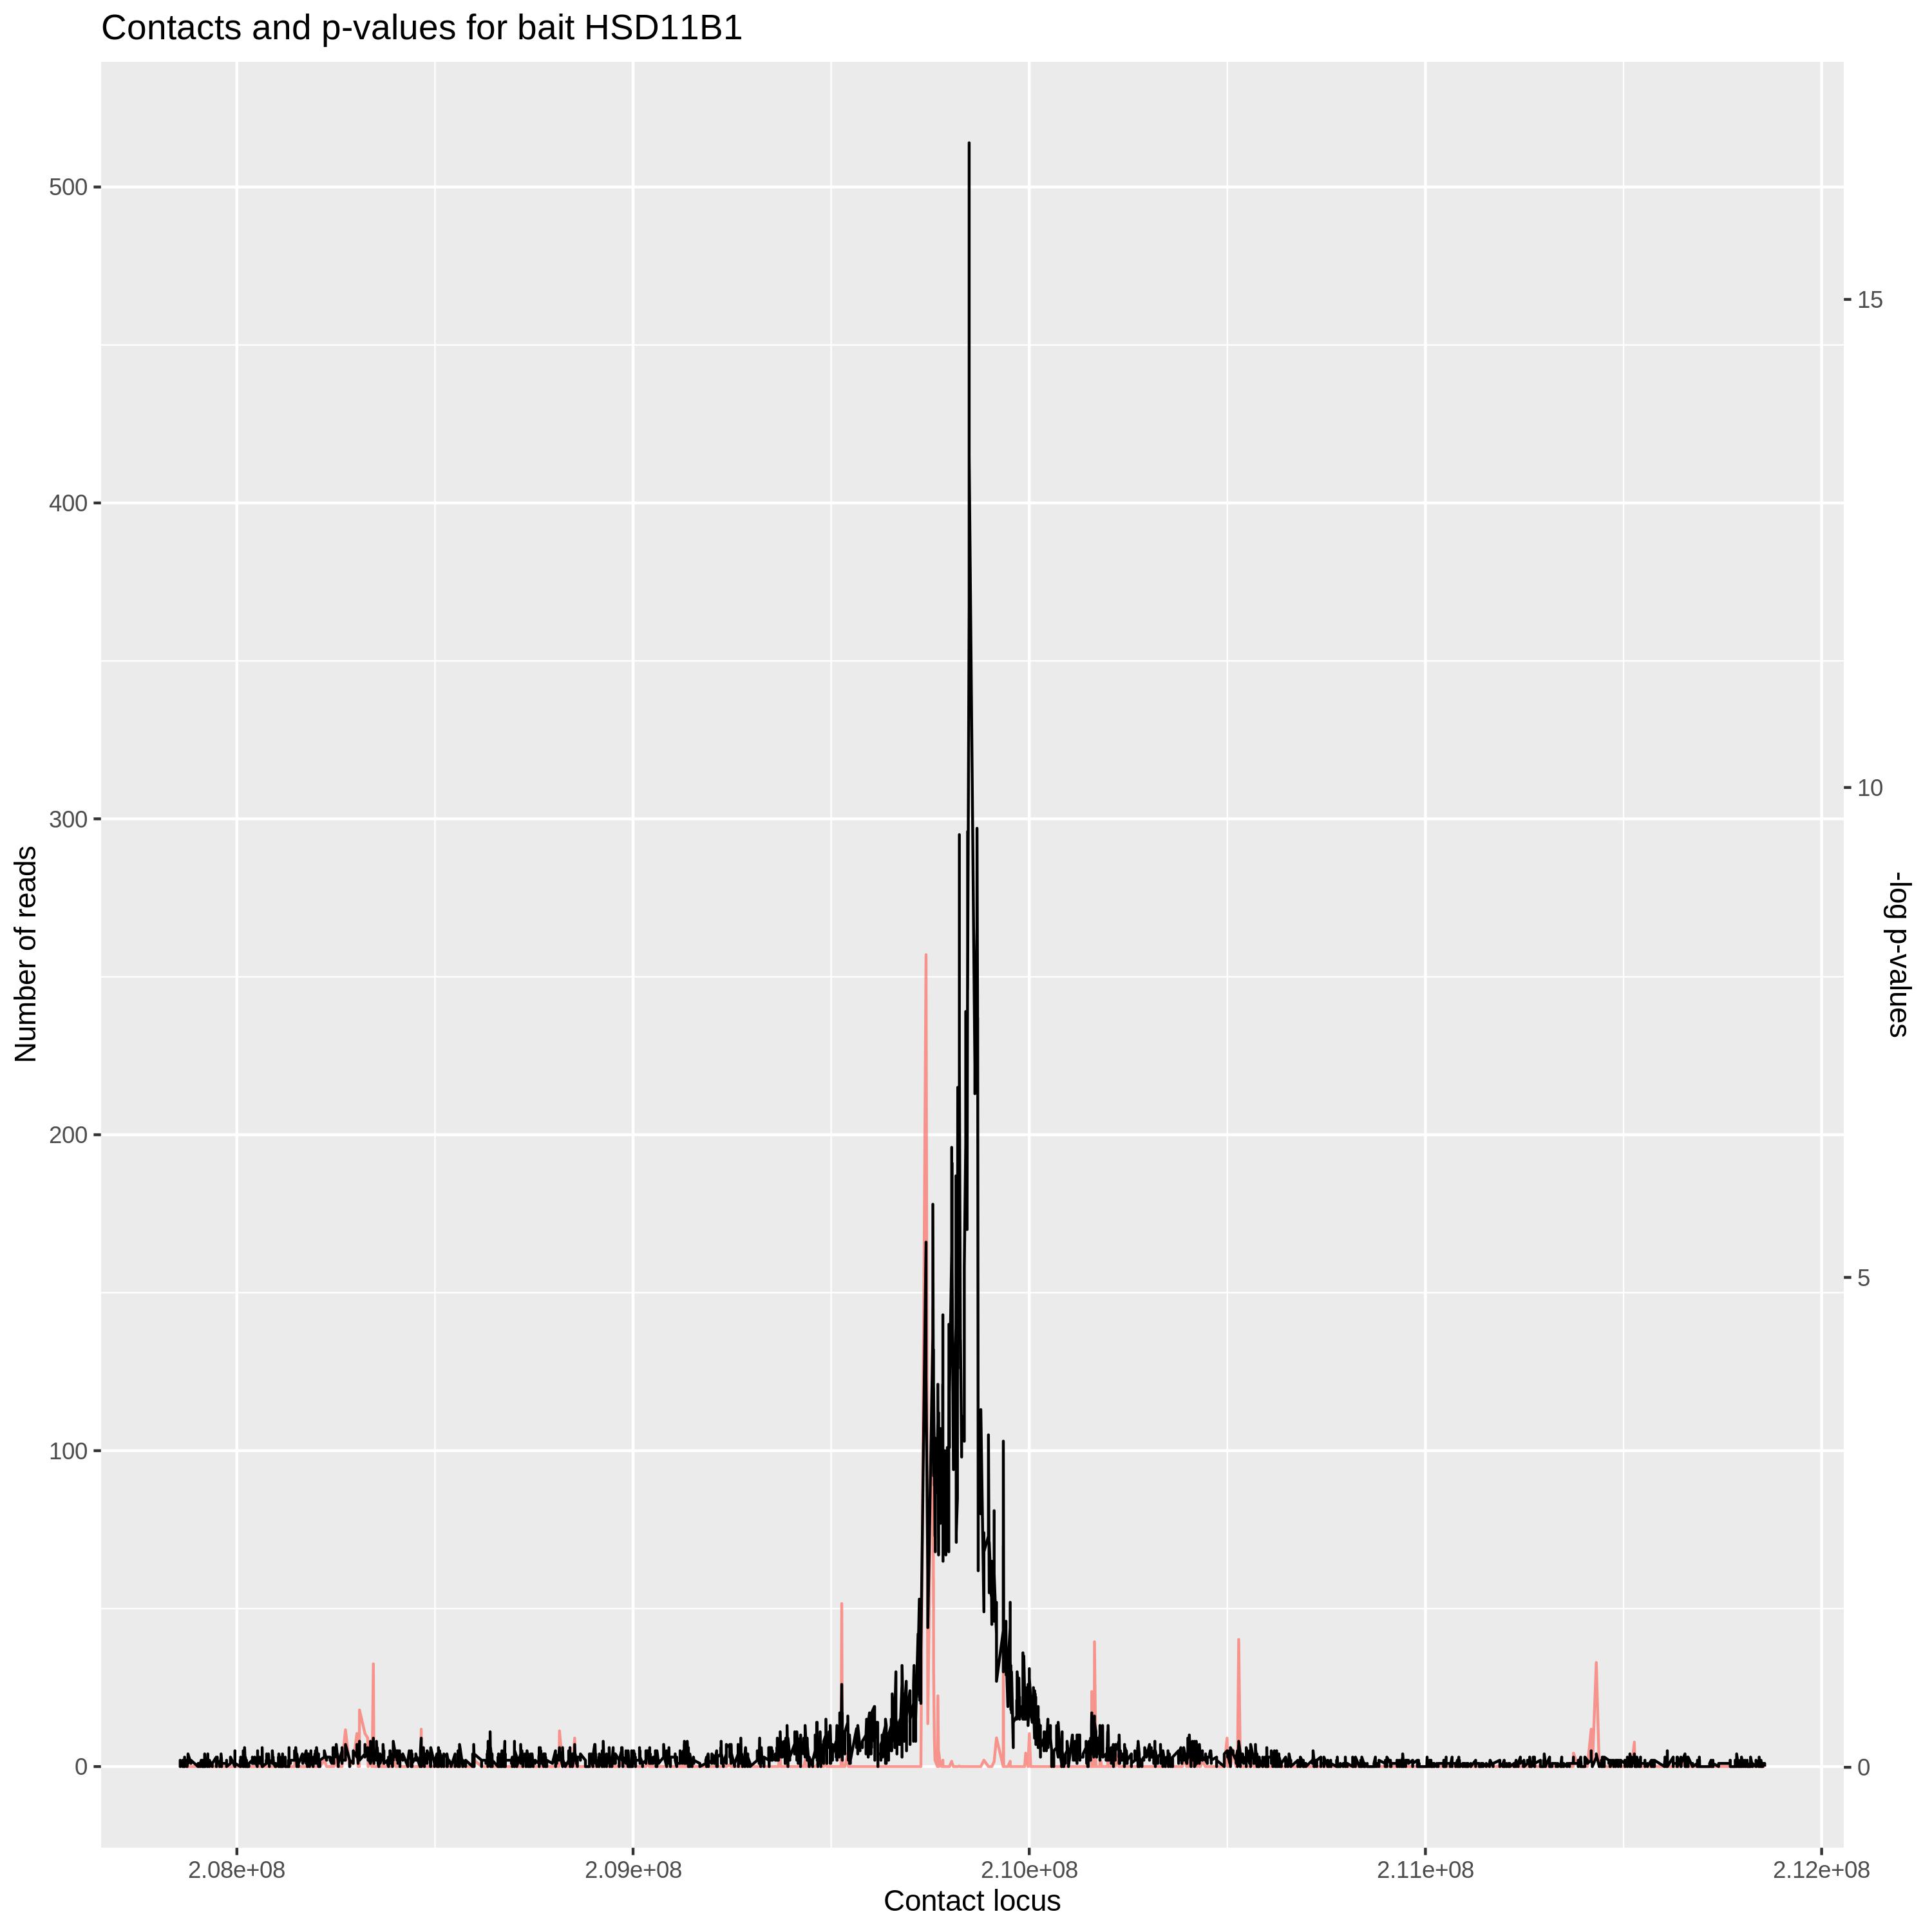 Contacts and p-values for bait HSD11B1
Number of reads
500
400
300
200
100
0
15
10
5
0
-log p-values
2.08e+08 2.09e+08 2.10e+08 2.11e+08 2.12e+08
Contact locus